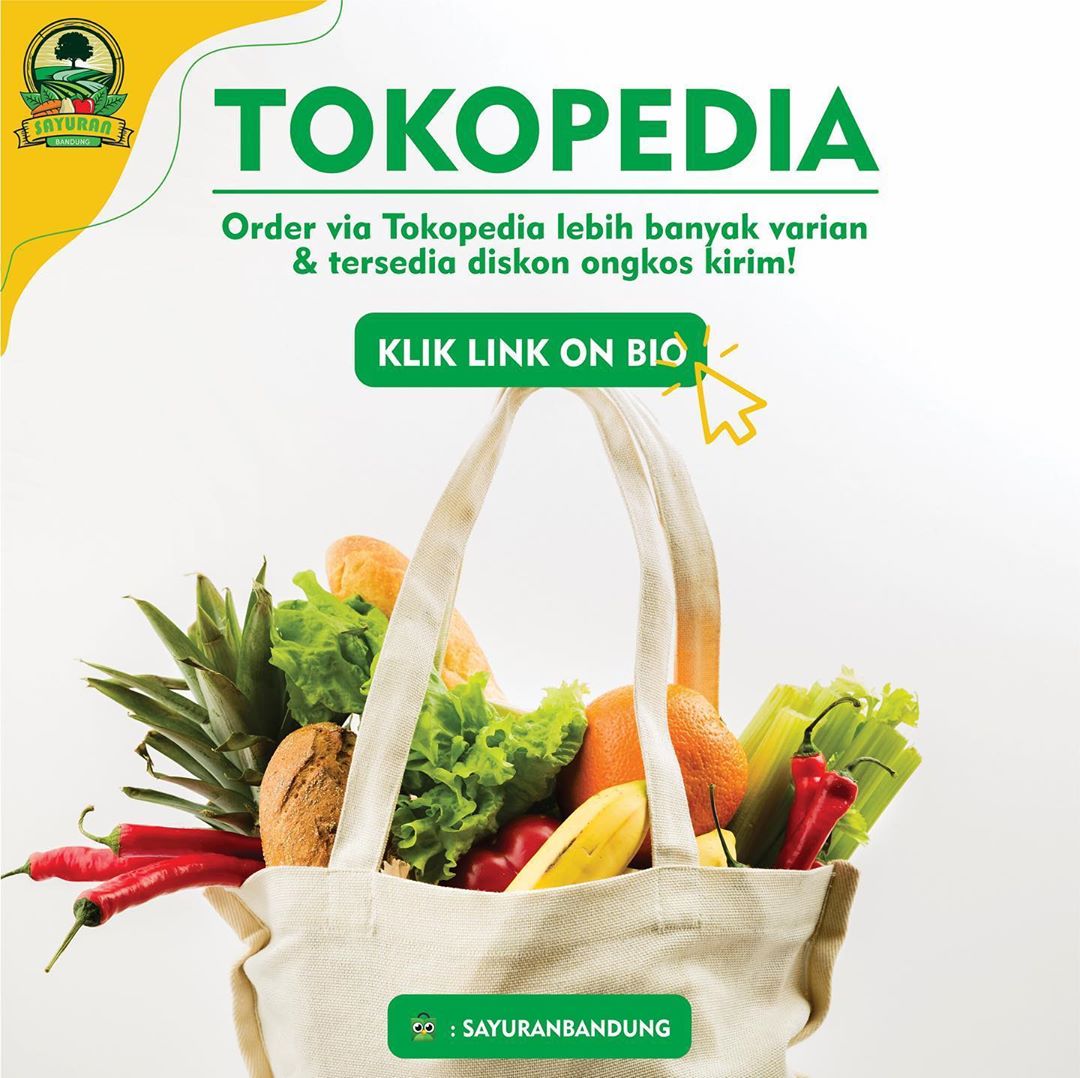 SAYURAN
BANDUNG
TOKOPEDIA
Order via Tokopedia lebih banyak varian
& tersedia diskon ongkos kirim!
KLIK LINK ON BIO
: SAYURANBANDUNG